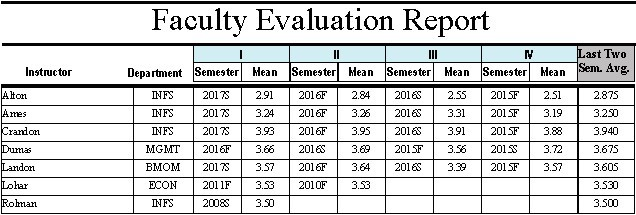 Faculty Evaluation Report
I II III IV Last Two
Instructor Department Semester Mean Semester Mean Semester Mean Semester Mean Sem. Avg.
Alton INFS 2017S 2.91 2016F 2.84 2016S 2.55 2015F 2.51 2.875
Ames INFS 2017S 3.24 2016F 3.26 2016S 3.31 2015F 3.19 3.250
Crandon INFS 2017S 3.93 2016F 3.95 2016S 3.91 2015F 3.88 3.940
Dumas MGMT 2016F 3.66 2016S 3.69 2015F 3.56 2015S 3.72 3.675
Landon BMOM 2017S 3.57 2016F 3.64 2016S 3.39 2015F 3.57 3.605
Lohar ECON 2011F 3.53 2010F 3.53 3.530
Rolman INFS 2008S 3.50 3.500